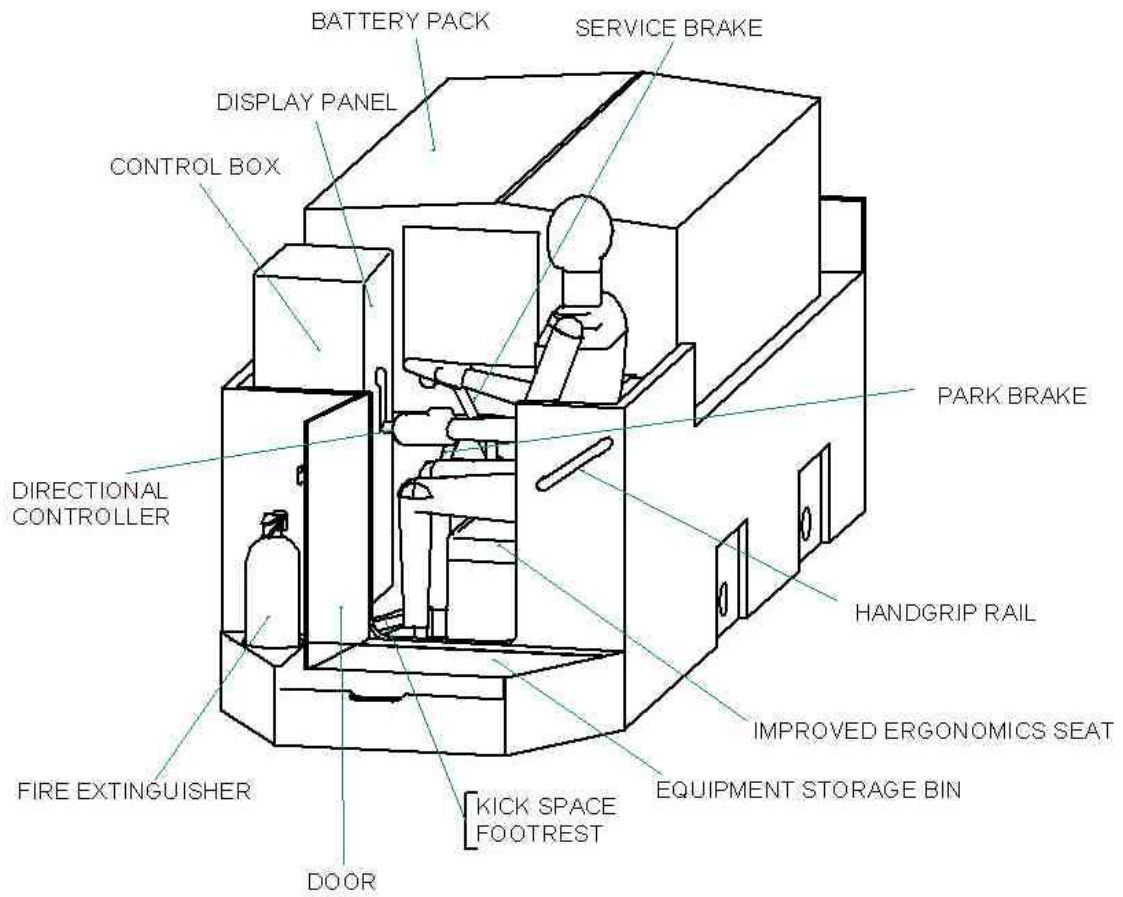 BATTERY PACK
SERVICE BRAKE
DISPLAY PANEL
CONTROL BOX
PARK BRAKE
DIRECTIONAL
CONTROLLER
HANDGRIP RAIL
IMPROVED ERGONOMICS SEAT
FIRE EXTINGUISHER
EQUIPMENT STORAGE BIN
KICK SPACE
FOOTREST
DOOR